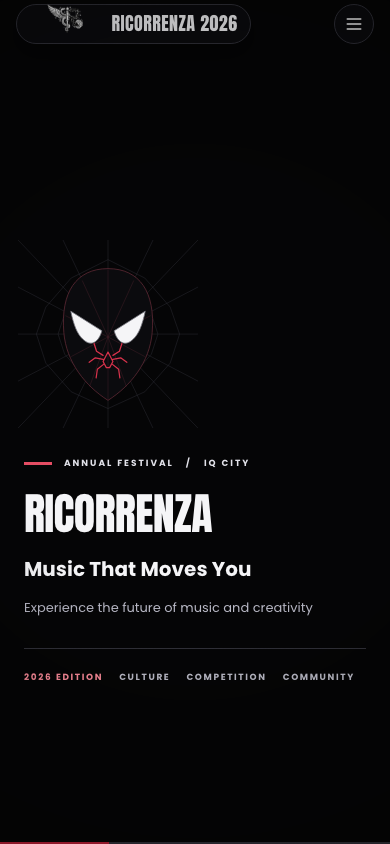 RICORRENZA 2026
ANNUAL FESTIVAL / IQ CITY
RICORRENZA
Music That Moves You
Experience the future of music and creativity
2026 EDITION CULTURE COMPETITION COMMUNITY